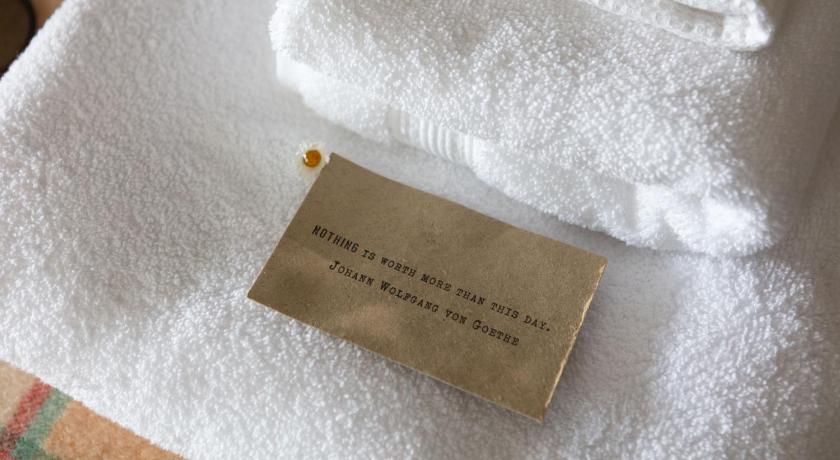 NOTHING IS WORTH MORE THAN THIS DAY.
JOHANN WOLFGANG VON GOETHE